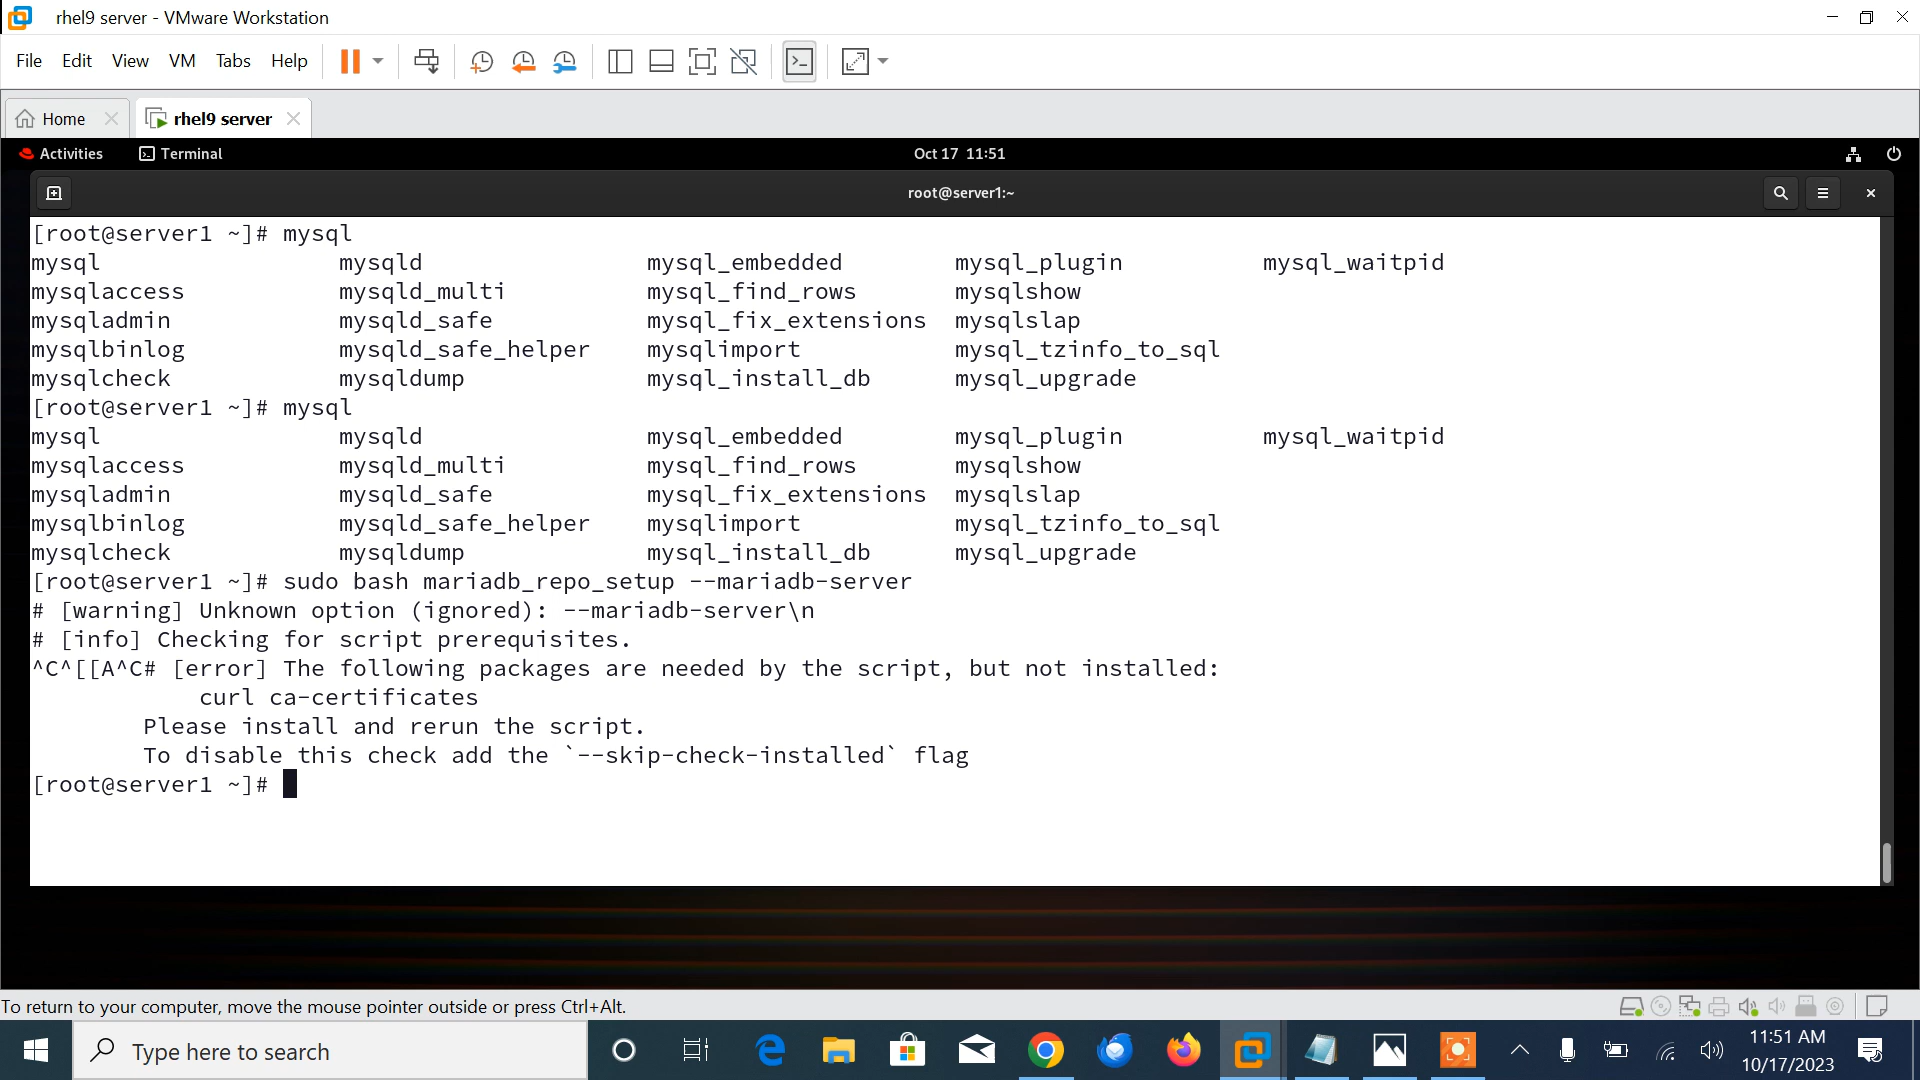 rhel9 server - VMware Workstation
File Edit View VM Tabs Help
Home rhel9 server
Activities Terminal Oct 17 11:51
root@server1:~
[root@server1 ~]# mysql
mysql mysqld mysql_embedded mysql_plugin mysql_waitpid
mysqlaccess mysqld_multi mysql_find_rows mysqlshow
mysqladmin mysqld_safe mysql_fix_extensions mysqlslap
mysqlbinlog mysqld_safe_helper mysqlimport mysql_tzinfo_to_sql
mysqlcheck mysqldump mysql_install_db mysql_upgrade
[root@server1 ~]# mysql
mysql mysqld mysql_embedded mysql_plugin mysql_waitpid
mysqlaccess mysqld_multi mysql_find_rows mysqlshow
mysqladmin mysqld_safe mysql_fix_extensions mysqlslap
mysqlbinlog mysqld_safe_helper mysqlimport mysql_tzinfo_to_sql
mysqlcheck mysqldump mysql_install_db mysql_upgrade
[root@server1 ~]# sudo bash mariadb_repo_setup --mariadb-server
# [warning] Unknown option (ignored): --mariadb-server\n
# [info] Checking for script prerequisites.
^C^[[A^C# [error] The following packages are needed by the script, but not installed:
curl ca-certificates
Please install and rerun the script.
To disable this check add the `--skip-check-installed` flag
[root@server1 ~]#
To return to your computer, move the mouse pointer outside or press Ctrl+Alt.
Type here to search
11:51 AM
10/17/2023